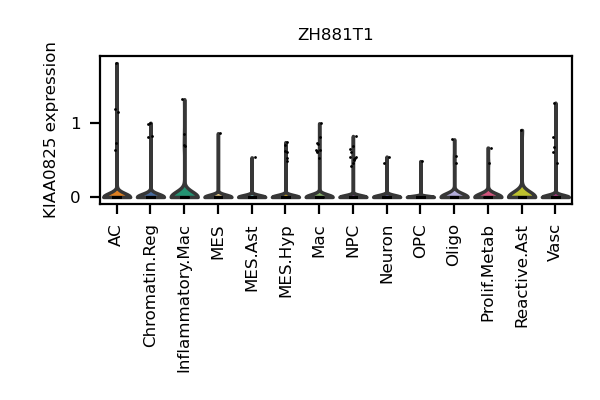 ZH881T1
KIAA0825 expression
1
0
AC
Chromatin.Reg
Inflammatory.Mac
MES
MES.Ast
MES.Hyp
Mac
NPC
Neuron
OPC
Oligo
Prolif.Metab
Reactive.Ast
Vasc